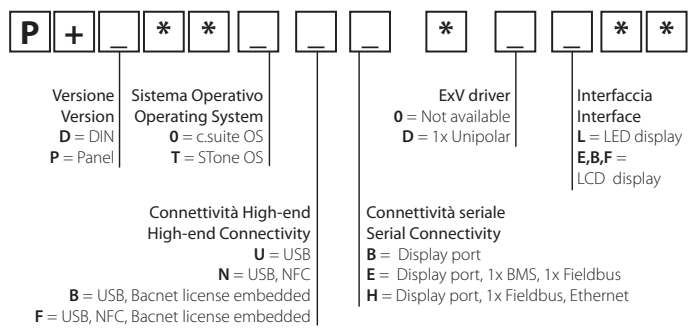 P + _ * * _ _ _ * _ _ * *
Versione
Version
D = DIN
P = Panel
Sistema Operativo
Operating System
0 = c.suite OS
T = STone OS
ExV driver
0 = Not available
D = 1x Unipolar
Interfaccia
Interface
L = LED display
E,B,F =
LCD display
Connettività High-end
High-end Connectivity
U = USB
N = USB, NFC
B = USB, Bacnet license embedded
F = USB, NFC, Bacnet license embedded
Connettività seriale
Serial Connectivity
B = Display port
E = Display port, 1x BMS, 1x Fieldbus
H = Display port, 1x Fieldbus, Ethernet